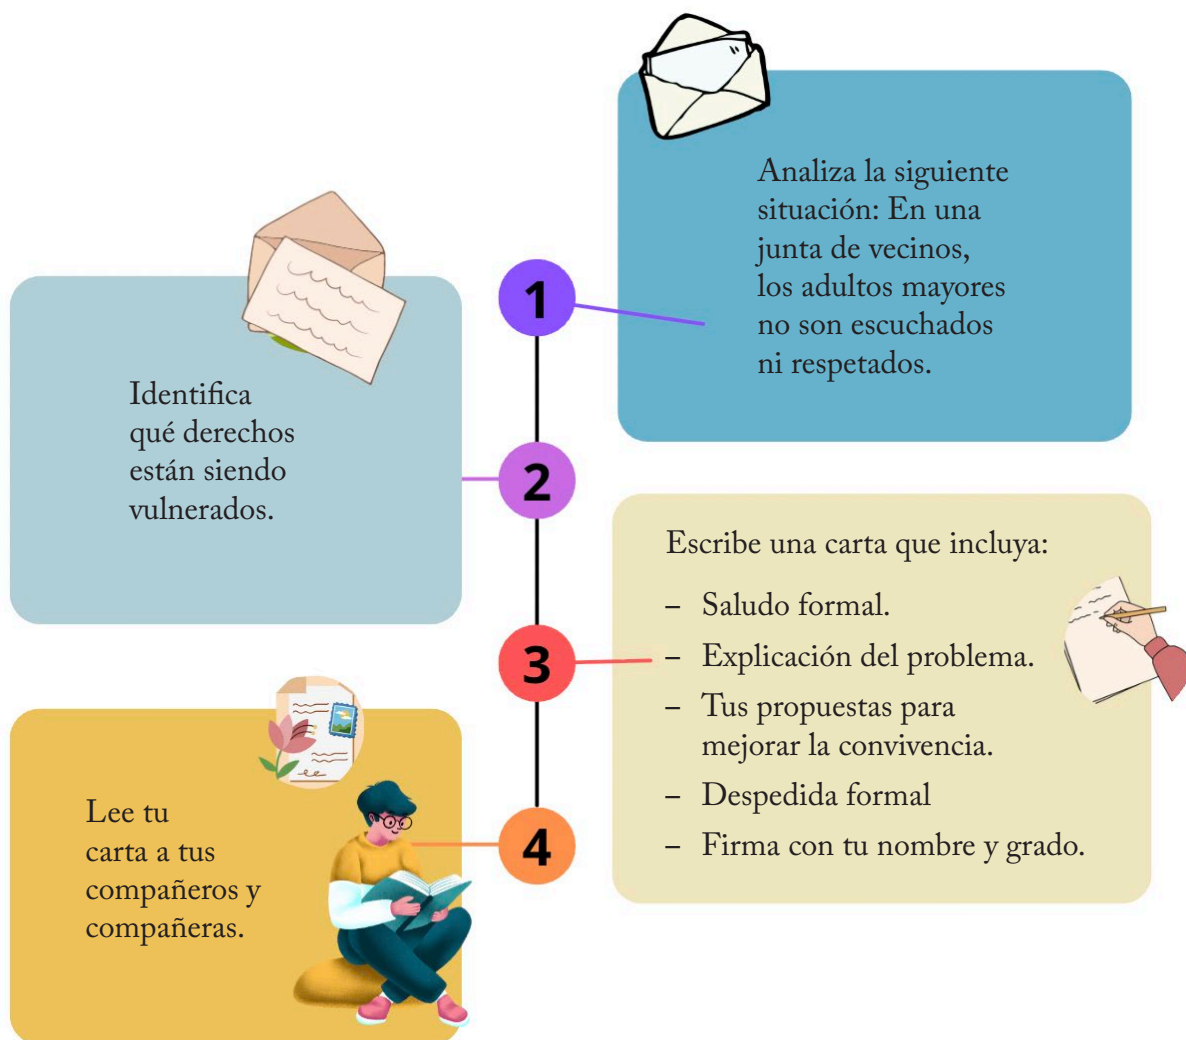 1
Analiza la siguiente
situación: En una
junta de vecinos,
los adultos mayores
no son escuchados
ni respetados.
2
Identifica
qué derechos
están siendo
vulnerados.
3
Escribe una carta que incluya:
– Saludo formal.
– Explicación del problema.
– Tus propuestas para
mejorar la convivencia.
– Despedida formal
– Firma con tu nombre y grado.
4
Lee tu
carta a tus
compañeros y
compañeras.